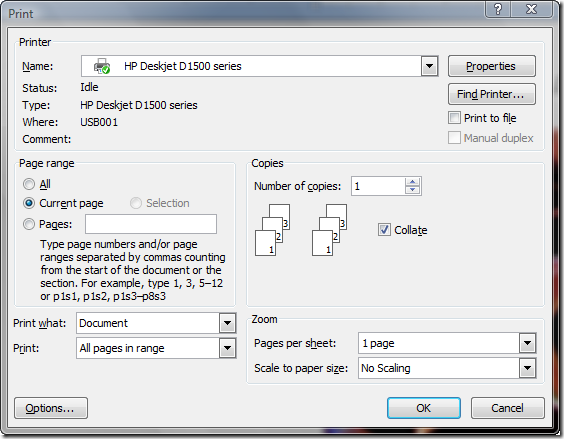 Print
Printer
Name: HP Deskjet D1500 series Properties
Status: Idle
Type: HP Deskjet D1500 series Find Printer...
Where: USB001 Print to file
Comment: Manual duplex
Page range
All
Current page Selection
Pages:
Type page numbers and/or page
ranges separated by commas counting
from the start of the document or the
section. For example, type 1, 3, 5–12
or p1s1, p1s2, p1s3–p8s3
Copies
Number of copies: 1
3 3
2 2
1 1
Collate
Print what: Document
Print: All pages in range
Zoom
Pages per sheet: 1 page
Scale to paper size: No Scaling
Options... OK Cancel